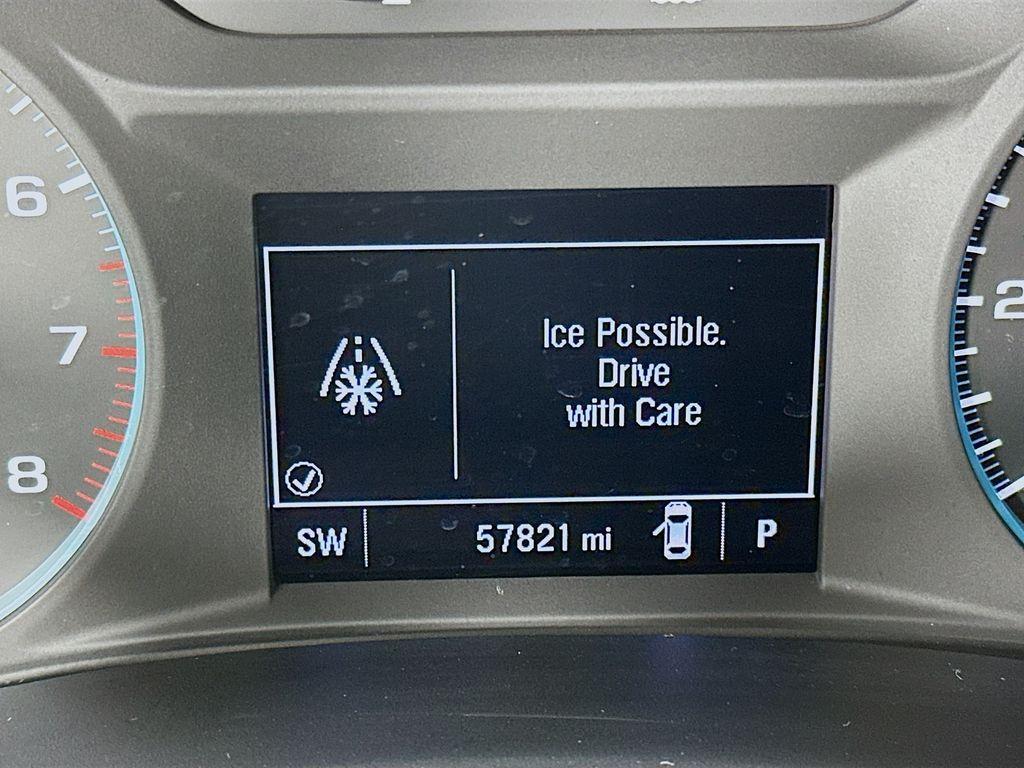 6
7
8
Ice Possible.
Drive
with Care
SW 57821 mi P
2